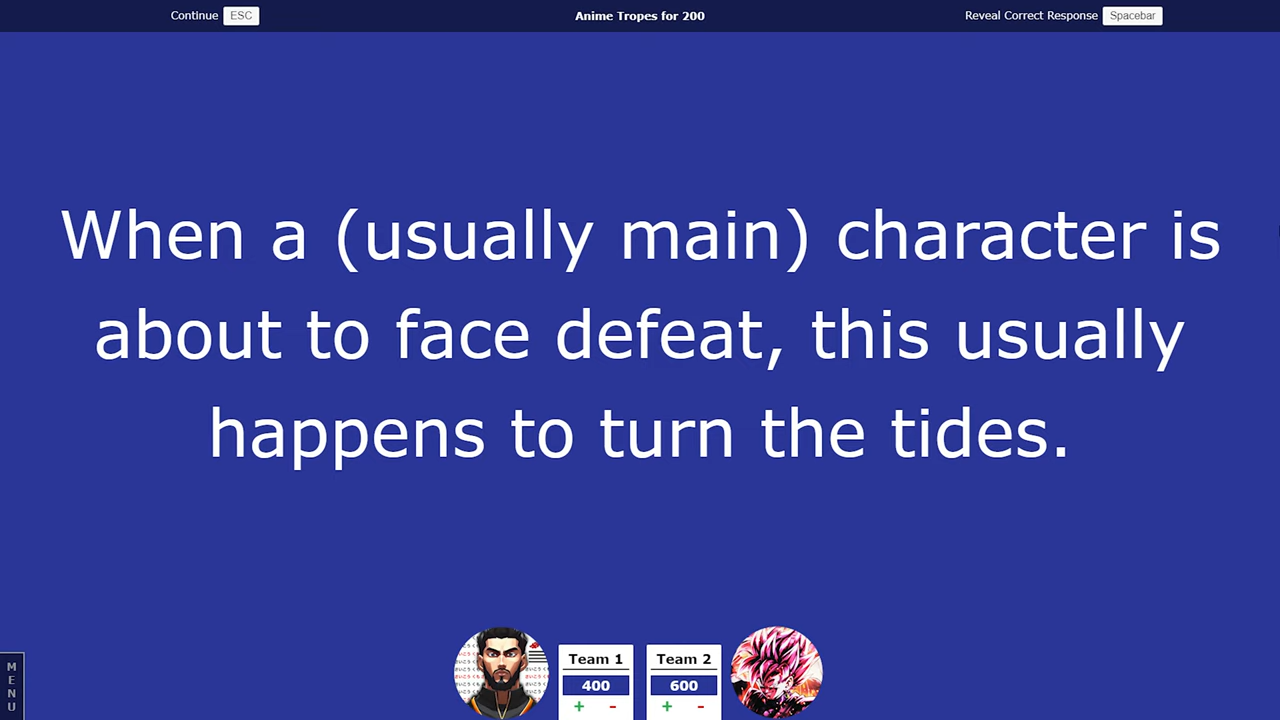 Continue ESC
Anime Tropes for 200
Reveal Correct Response Spacebar
When a (usually main) character is
about to face defeat, this usually
happens to turn the tides.
MENU
Team 1
400
+ -
Team 2
600
+ -